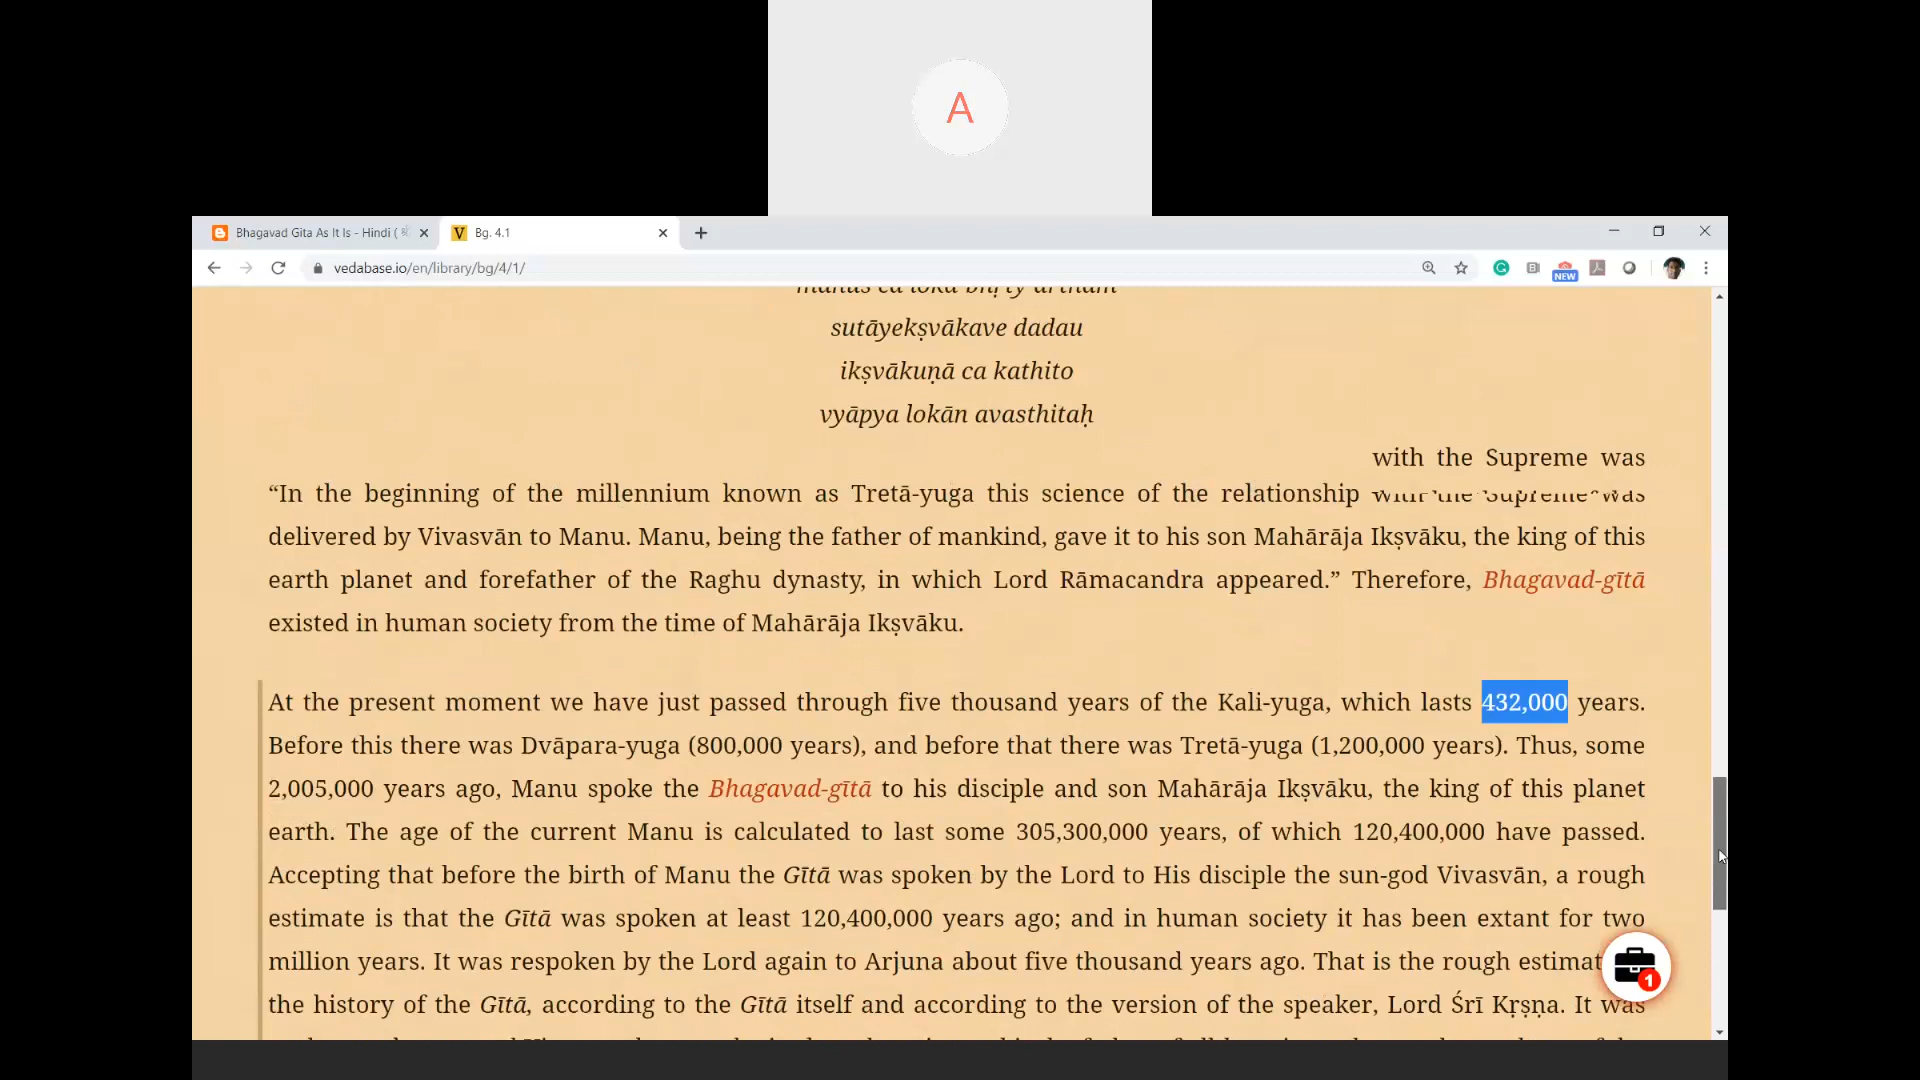 A
Bhagavad Gita As It Is - Hindi (
Bg. 4.1
vedabase.io/en/library/bg/4/1/
NEW
sutāyekṣvākave dadau
ikṣvākuṇā ca kathito
vyāpya lokān avasthitaḥ
with the Supreme was
“In the beginning of the millennium known as Tretā-yuga this science of the relationship with the Supreme was
delivered by Vivasvān to Manu. Manu, being the father of mankind, gave it to his son Mahārāja Ikṣvāku, the king of this
earth planet and forefather of the Raghu dynasty, in which Lord Rāmacandra appeared.” Therefore, Bhagavad-gītā
existed in human society from the time of Mahārāja Ikṣvāku.
At the present moment we have just passed through five thousand years of the Kali-yuga, which lasts 432,000 years.
Before this there was Dvāpara-yuga (800,000 years), and before that there was Tretā-yuga (1,200,000 years). Thus, some
2,005,000 years ago, Manu spoke the Bhagavad-gītā to his disciple and son Mahārāja Ikṣvāku, the king of this planet
earth. The age of the current Manu is calculated to last some 305,300,000 years, of which 120,400,000 have passed.
Accepting that before the birth of Manu the Gītā was spoken by the Lord to His disciple the sun-god Vivasvān, a rough
estimate is that the Gītā was spoken at least 120,400,000 years ago; and in human society it has been extant for two
million years. It was respoken by the Lord again to Arjuna about five thousand years ago. That is the rough estimat
the history of the Gītā, according to the Gītā itself and according to the version of the speaker, Lord Śrī Kṛṣṇa. It was
1